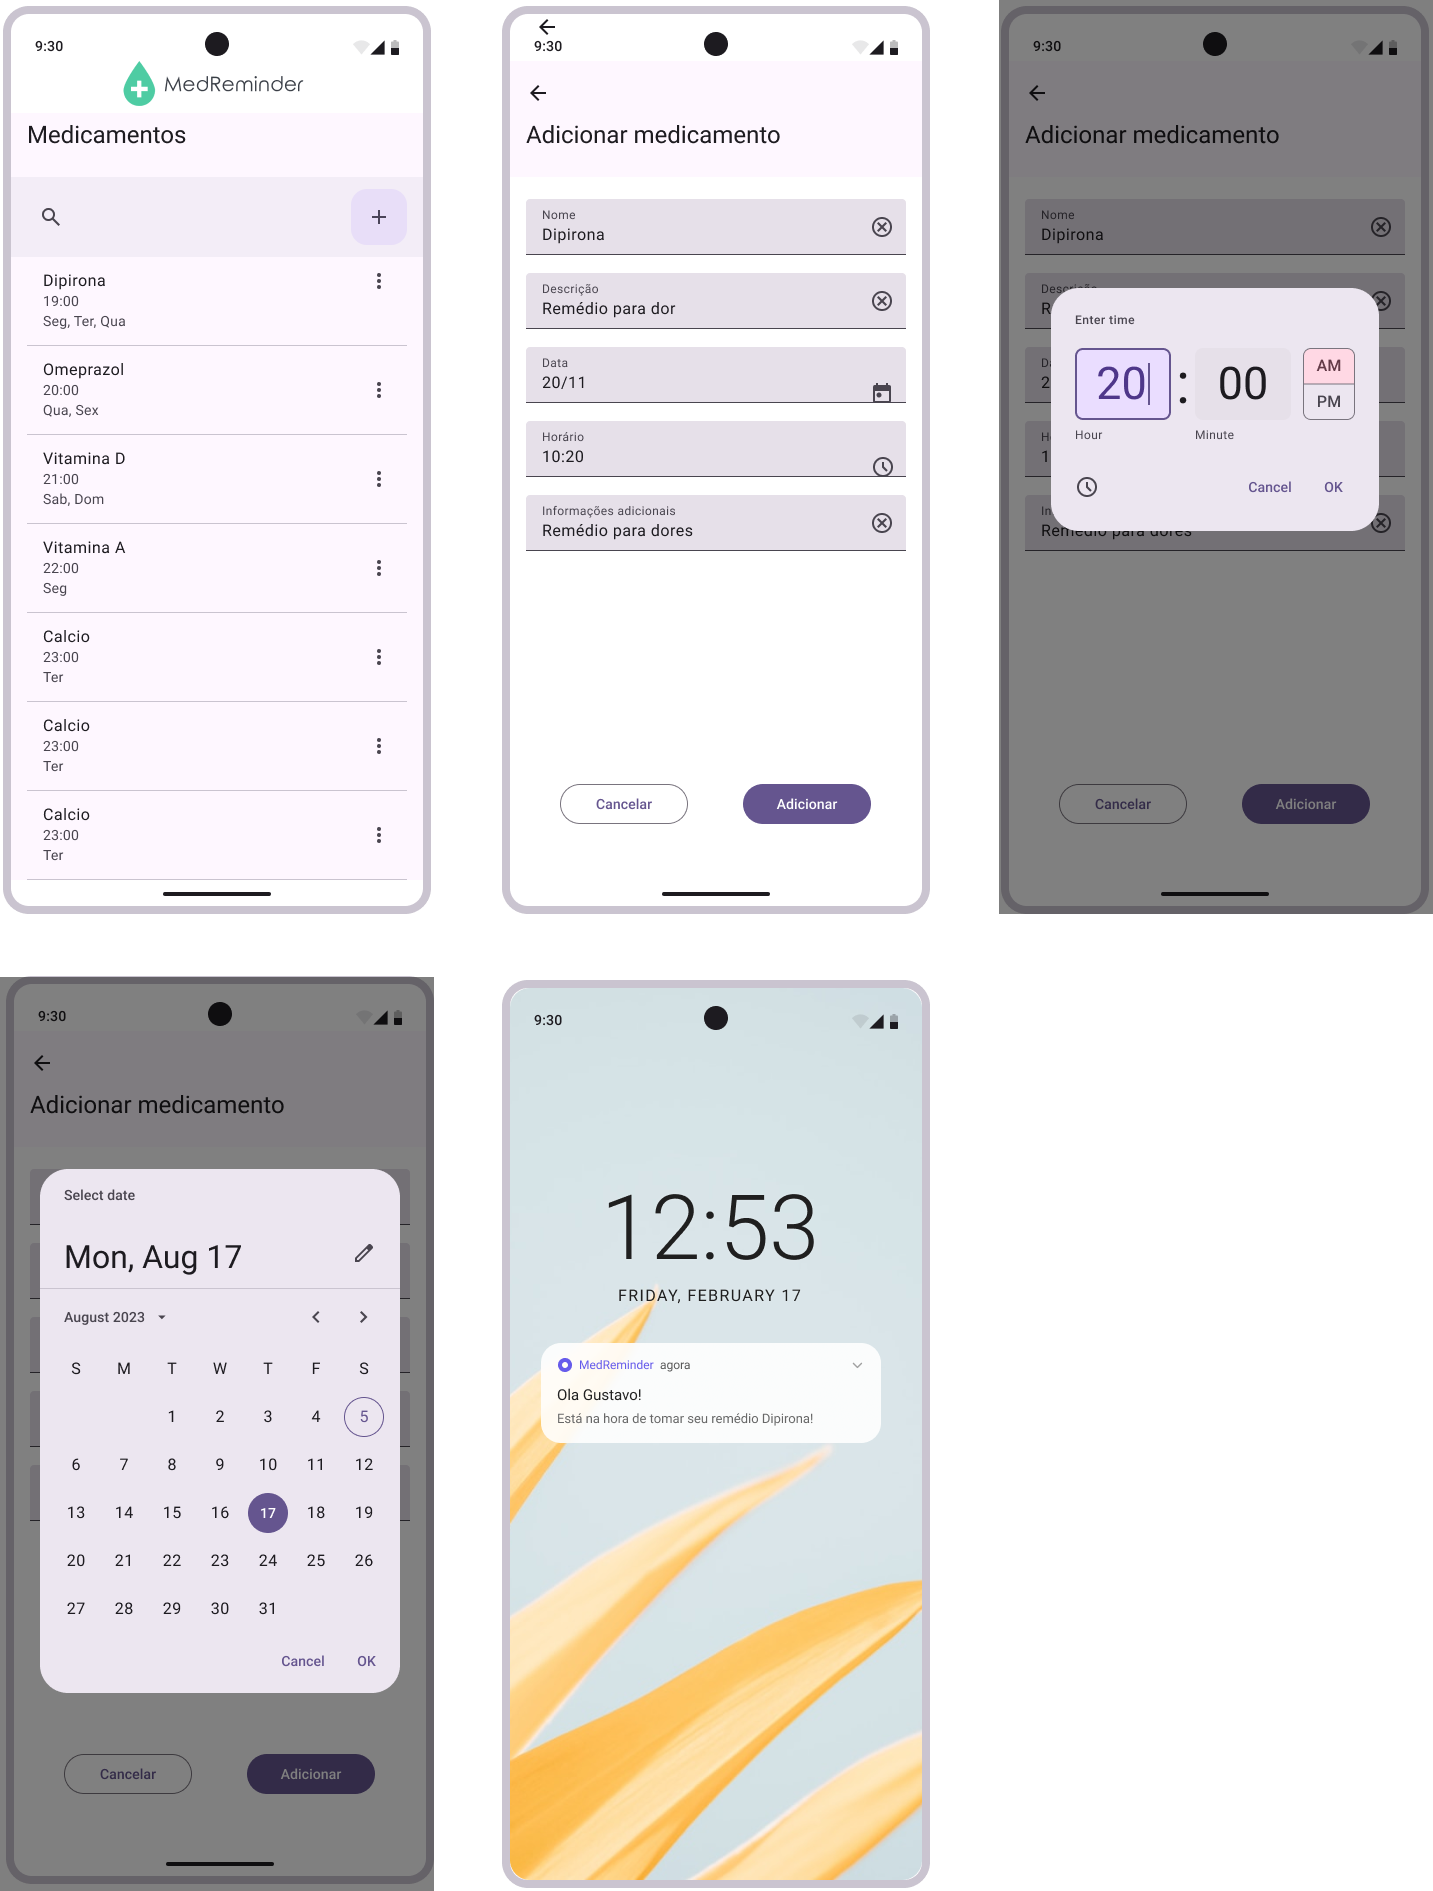 9:30
MedReminder
Medicamentos
Dipirona
19:00
Seg, Ter, Qua
Omeprazol
20:00
Qua, Sex
Vitamina D
21:00
Sab, Dom
Vitamina A
22:00
Seg
Calcio
23:00
Ter
Calcio
23:00
Ter
Calcio
23:00
Ter
9:30
Adicionar medicamento
Nome
Dipirona
Descrição
Remédio para dor
Data
20/11
Horário
10:20
Informações adicionais
Remédio para dores
Cancelar Adicionar
9:30
Adicionar medicamento
Nome
Dipirona
Descrição
Enter time
20 : 00 AM
PM
Hour Minute
Cancel OK
Remédio para dores
Cancelar Adicionar
9:30
Adicionar medicamento
Select date
Mon, Aug 17
August 2023
S M T W T F S
1 2 3 4 5
6 7 8 9 10 11 12
13 14 15 16 17 18 19
20 21 22 23 24 25 26
27 28 29 30 31
Cancel OK
Cancelar Adicionar
9:30
12:53
FRIDAY, FEBRUARY 17
MedReminder agora
Ola Gustavo!
Está na hora de tomar seu remédio Dipirona!